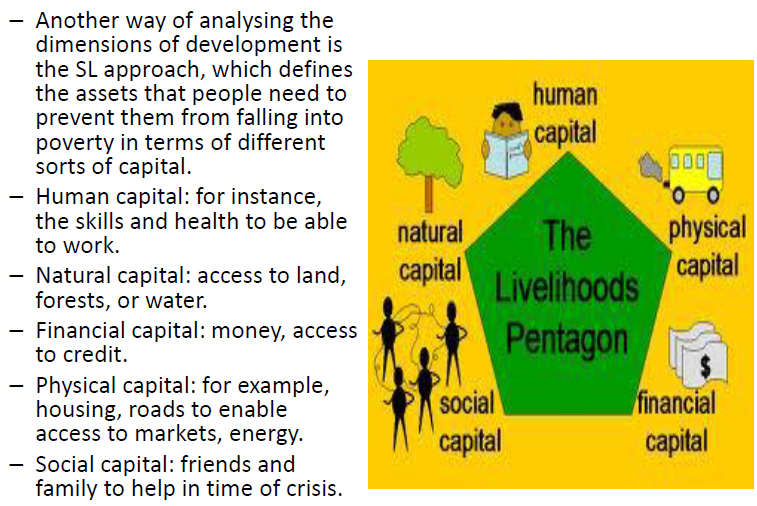 – Another way of analysing the
dimensions of development is
the SL approach, which defines
the assets that people need to
prevent them from falling into
poverty in terms of different
sorts of capital.
– Human capital: for instance,
the skills and health to be able
to work.
– Natural capital: access to land,
forests, or water.
– Financial capital: money, access
to credit.
– Physical capital: for example,
housing, roads to enable
access to markets, energy.
– Social capital: friends and
family to help in time of crisis.
human
capital
natural
capital
The
Livelihoods
Pentagon
physical
capital
$
social
capital
financial
capital